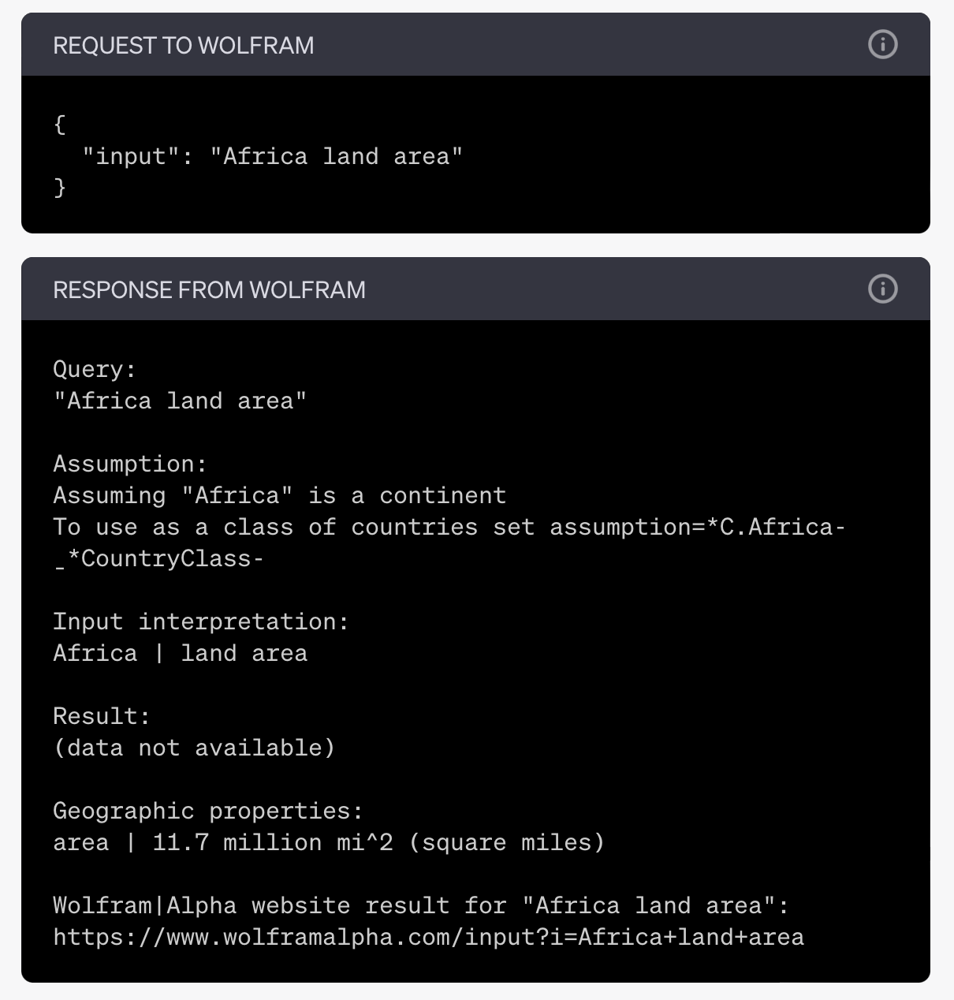 REQUEST TO WOLFRAM
{
"input": "Africa land area"
}
RESPONSE FROM WOLFRAM
Query:
"Africa land area"
Assumption:
Assuming "Africa" is a continent
To use as a class of countries set assumption=*C.Africa-
_*CountryClass-
Input interpretation:
Africa | land area
Result:
(data not available)
Geographic properties:
area | 11.7 million mi^2 (square miles)
Wolfram|Alpha website result for "Africa land area":
https://www.wolframalpha.com/input?i=Africa+land+area